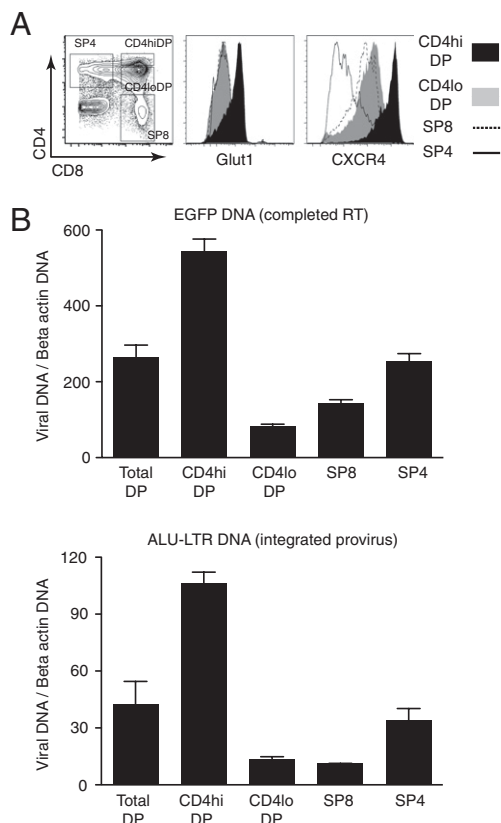 A
SP4
CD4hiDP
CD4loDP
SP8
CD4
CD8
Glut1
CXCR4
CD4hi
DP
CD4lo
DP
SP8
SP4
B
EGFP DNA (completed RT)
Viral DNA / Beta actin DNA
600
400
200
0
Total
DP
CD4hi
DP
CD4lo
DP
SP8
SP4
ALU-LTR DNA (integrated provirus)
Viral DNA / Beta actin DNA
120
90
60
30
0
Total
DP
CD4hi
DP
CD4lo
DP
SP8
SP4